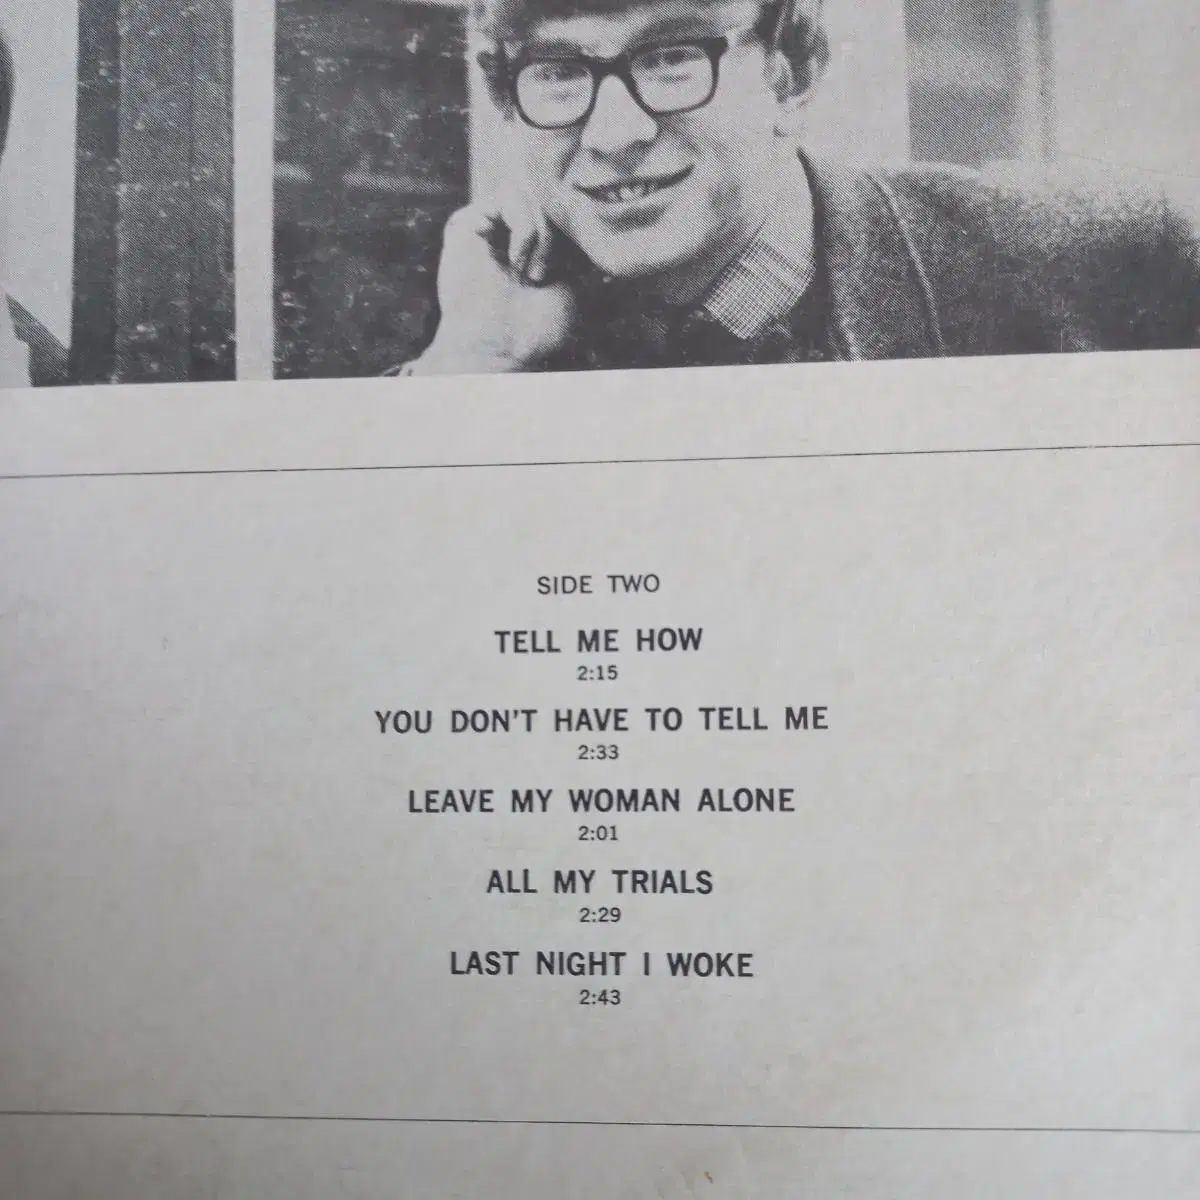 SIDE TWO
TELL ME HOW
2:15
YOU DON'T HAVE TO TELL ME
2:33
LEAVE MY WOMAN ALONE
2:01
ALL MY TRIALS
2:29
LAST NIGHT I WOKE
2:43